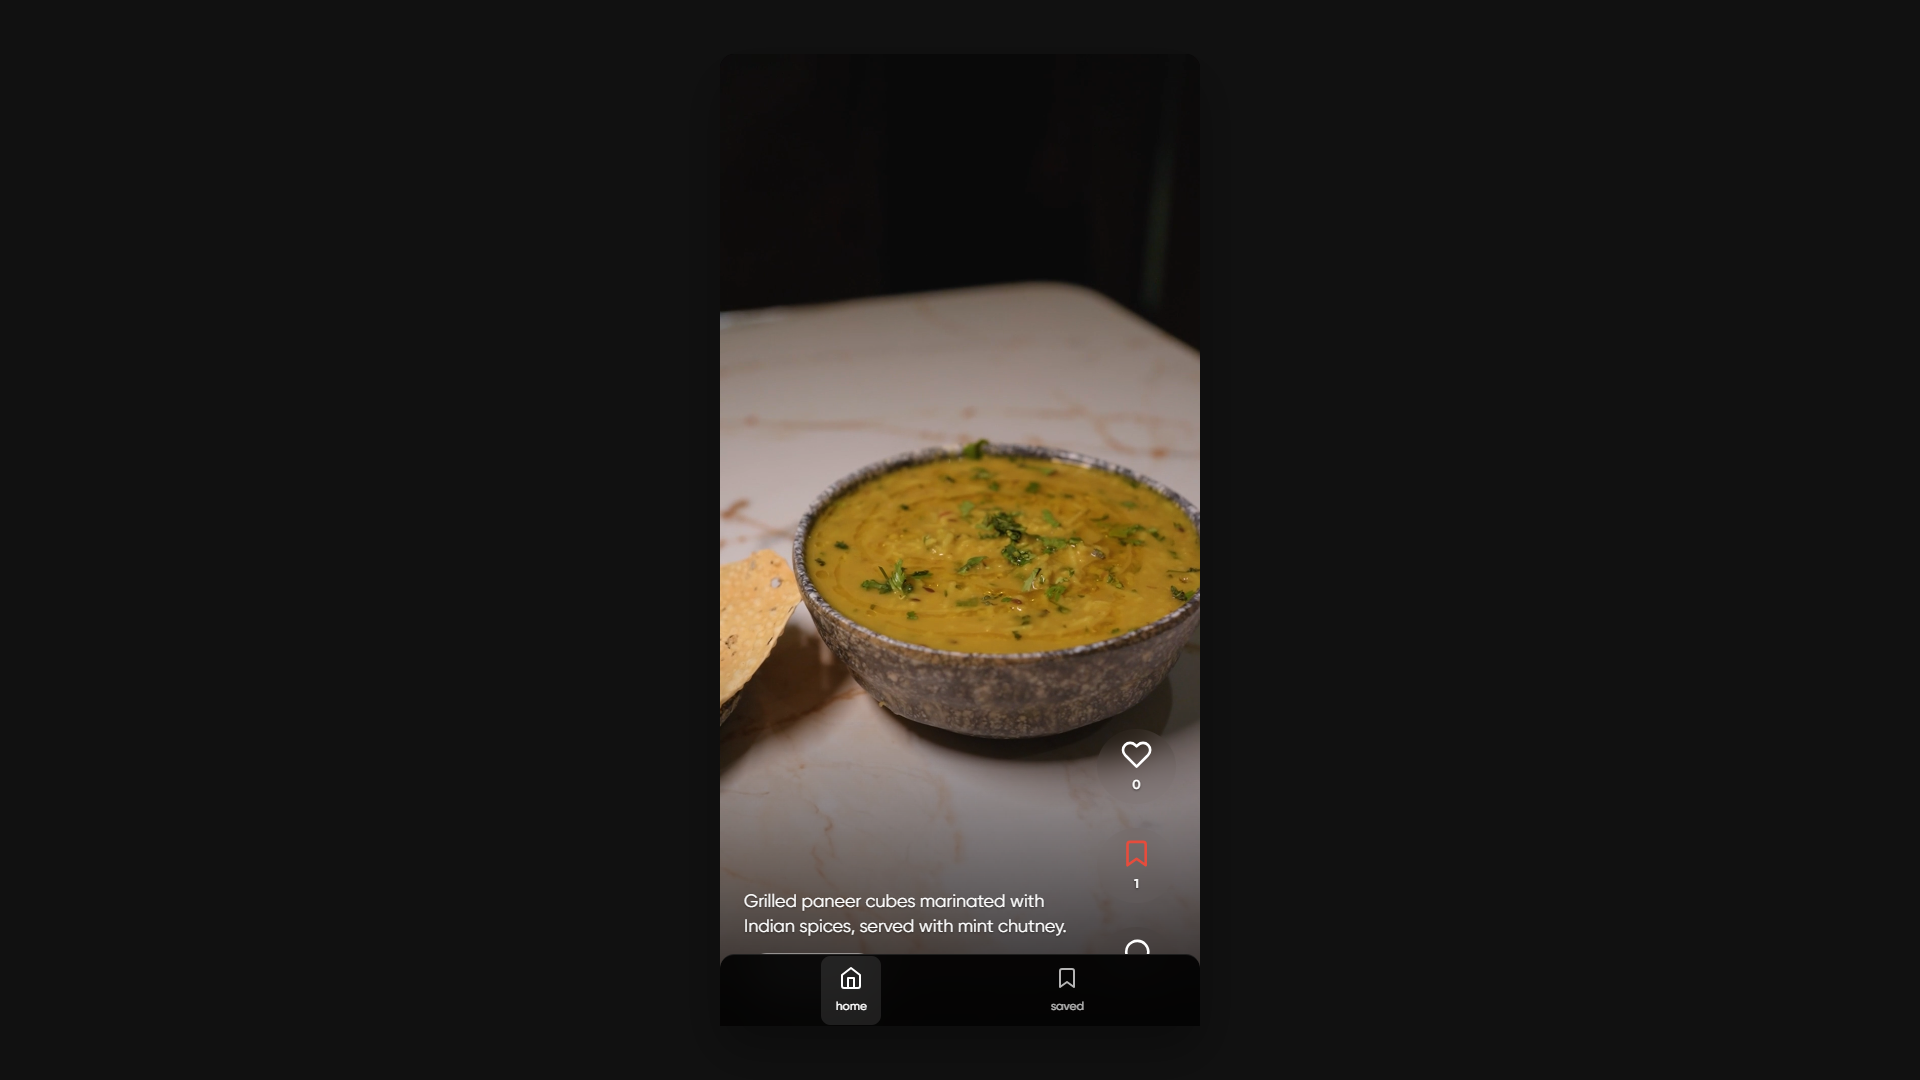 0
1
Grilled paneer cubes marinated with
Indian spices, served with mint chutney.
home
saved